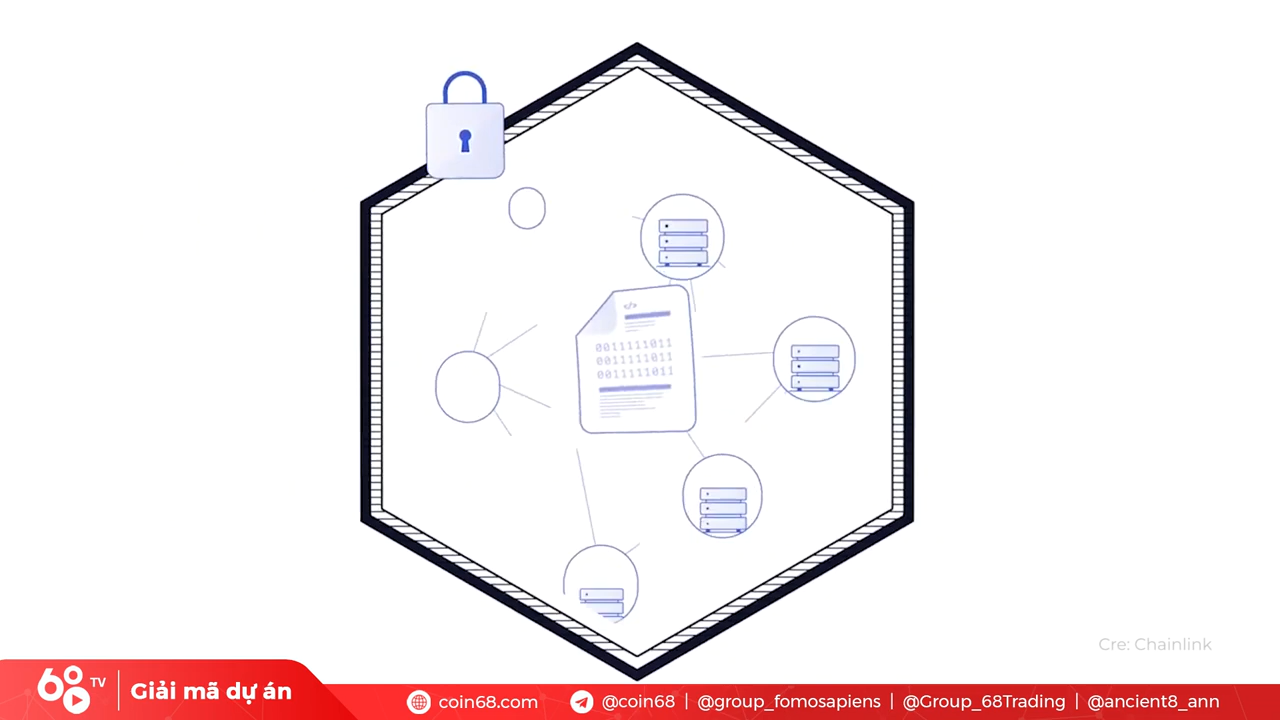 </>
0011111011
0011111011
0011111011
Cre: Chainlink
68 TV
Giải mã dự án
coin68.com
@coin68 | @group_fomosapiens | @Group_68Trading | @ancient8_ann